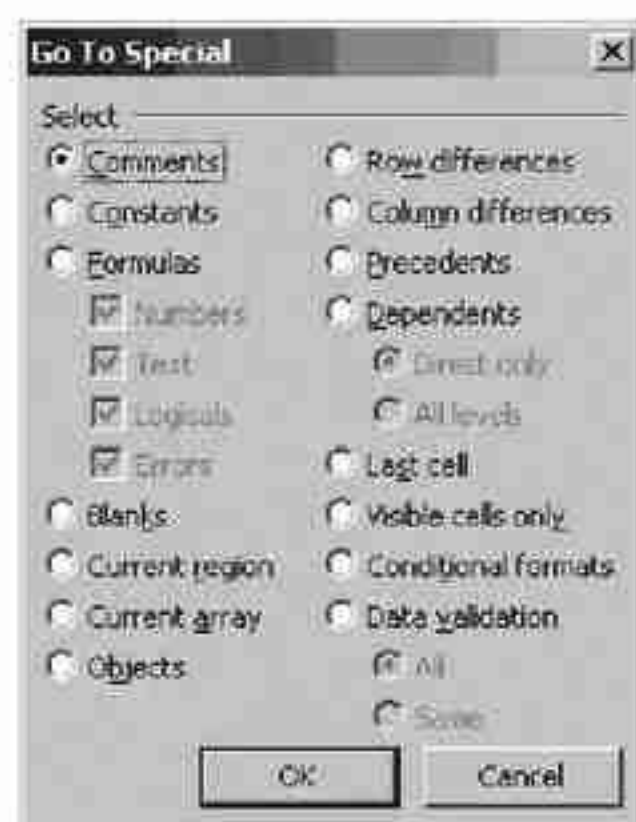 Go To Special
Select
Comments
Constants
Formulas
Numbers
Text
Logicals
Errors
Blanks
Current region
Current array
Objects
Row differences
Column differences
Precedents
Dependents
Direct only
All levels
Last cell
Visible cells only
Conditional formats
Data validation
All
Same
OK
Cancel